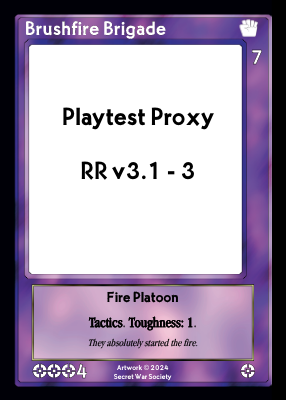 Brushfire Brigade
7
Playtest Proxy
RR v3.1 - 3
Fire Platoon
Tactics. Toughness: 1.
They absolutely started the fire.
4
Artwork © 2024
Secret War Society